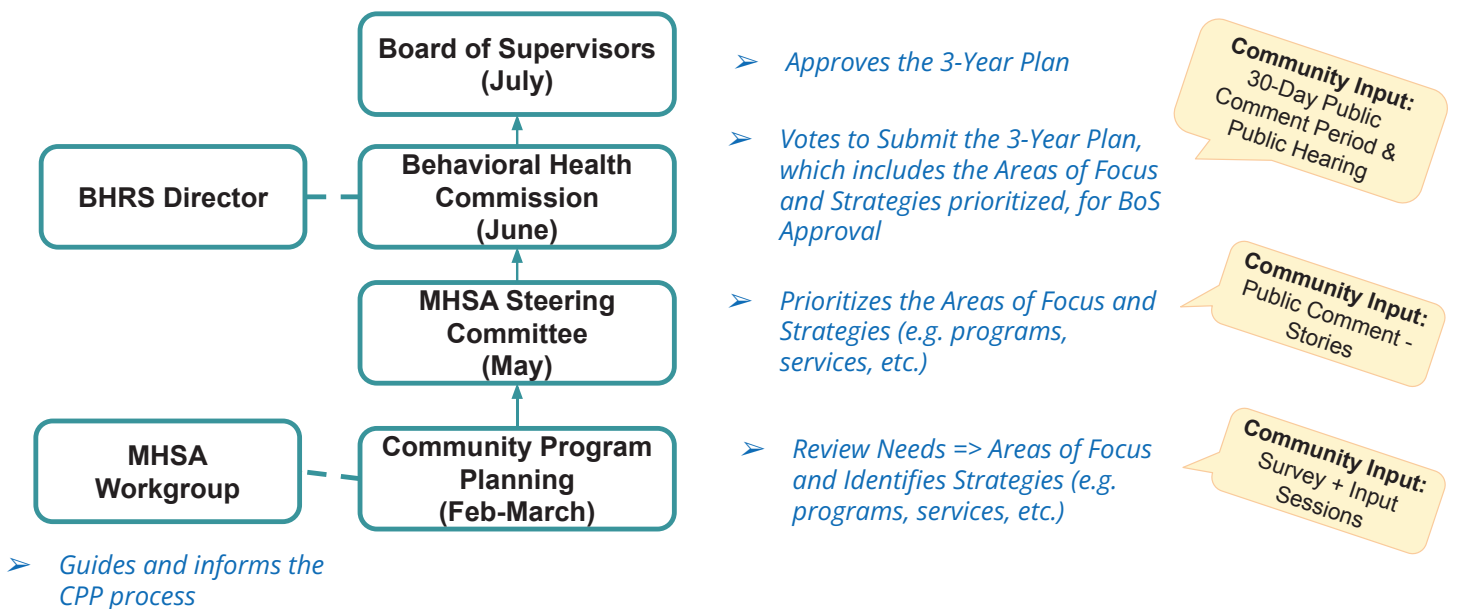 Board of Supervisors
(July)
➢ Approves the 3-Year Plan
Community Input:
30-Day Public
Comment Period &
Public Hearing
BHRS Director
Behavioral Health
Commission
(June)
➢ Votes to Submit the 3-Year Plan,
which includes the Areas of Focus
and Strategies prioritized, for BoS
Approval
MHSA Steering
Committee
(May)
➢ Prioritizes the Areas of Focus and
Strategies (e.g. programs,
services, etc.)
Community Input:
Public Comment -
Stories
MHSA
Workgroup
➢ Guides and informs the
CPP process
Community Program
Planning
(Feb-March)
➢ Review Needs => Areas of Focus
and Identifies Strategies (e.g.
programs, services, etc.)
Community Input:
Survey + Input
Sessions